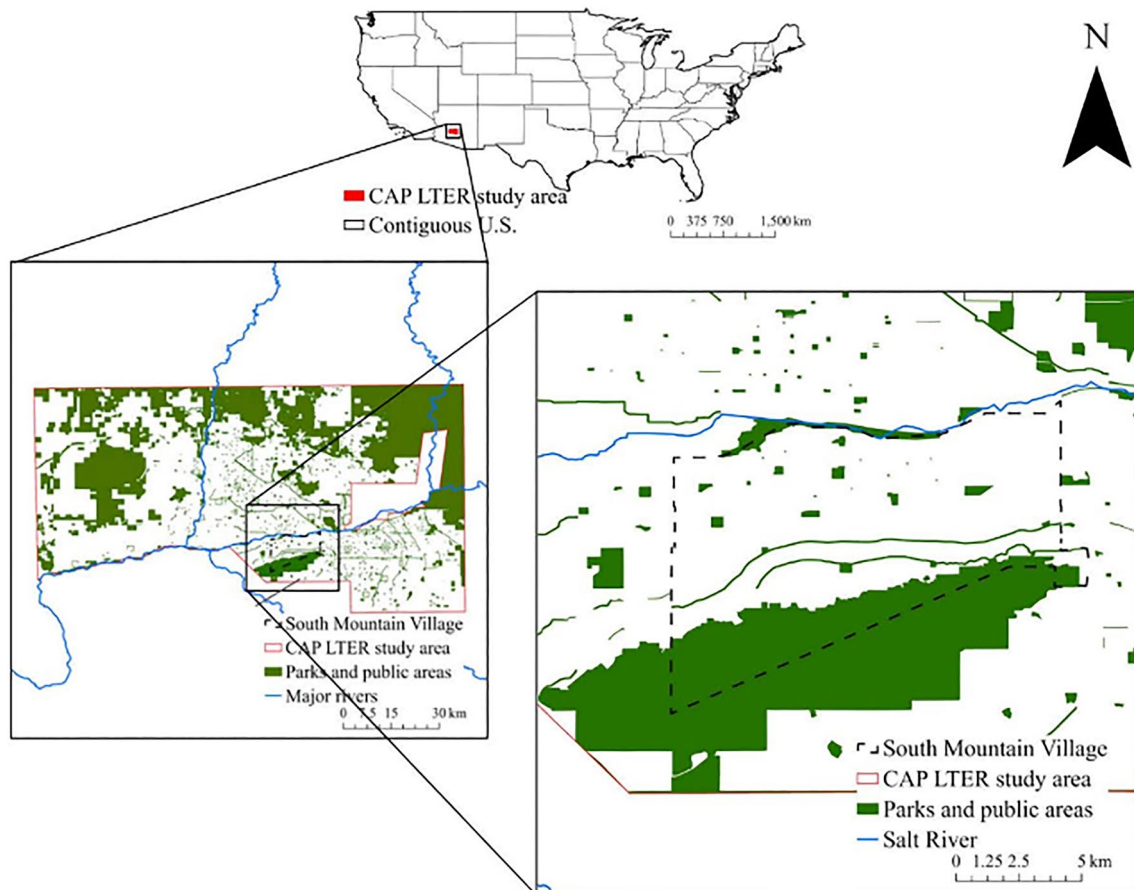 N
CAP LTER study area
Contiguous U.S.
0 375 750 1,500 km
South Mountain Village
CAP LTER study area
Parks and public areas
Major rivers
0 7.5 15 30 km
South Mountain Village
CAP LTER study area
Parks and public areas
Salt River
0 1.25 2.5 5 km